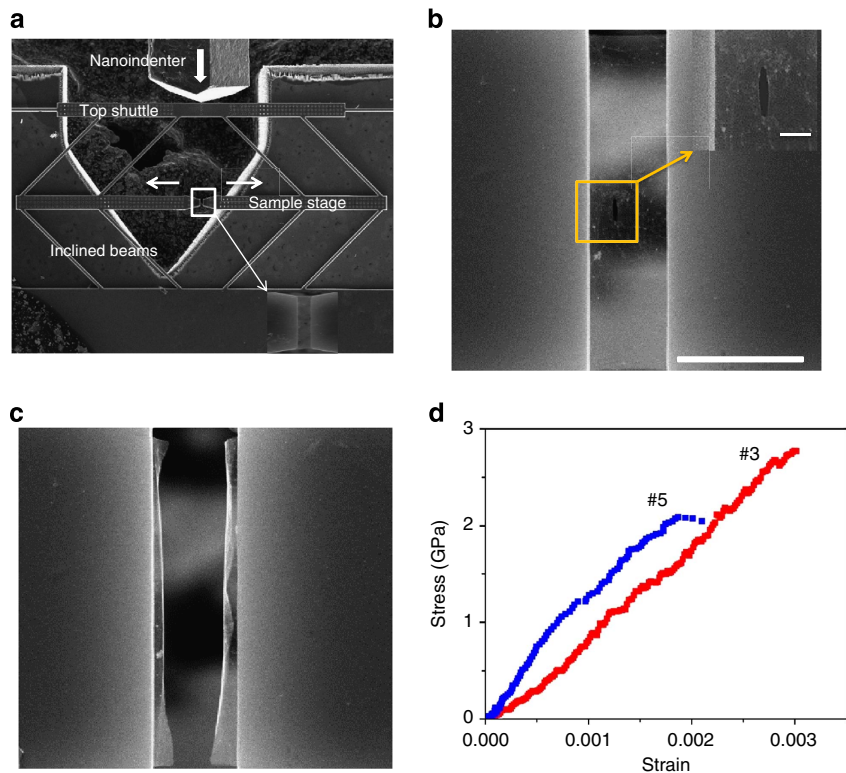 a
Nanoindenter
Top shuttle
Sample stage
Inclined beams
b
c
d
3
2
1
0
Stress (GPa)
#3
#5
0.000
0.001
0.002
0.003
Strain